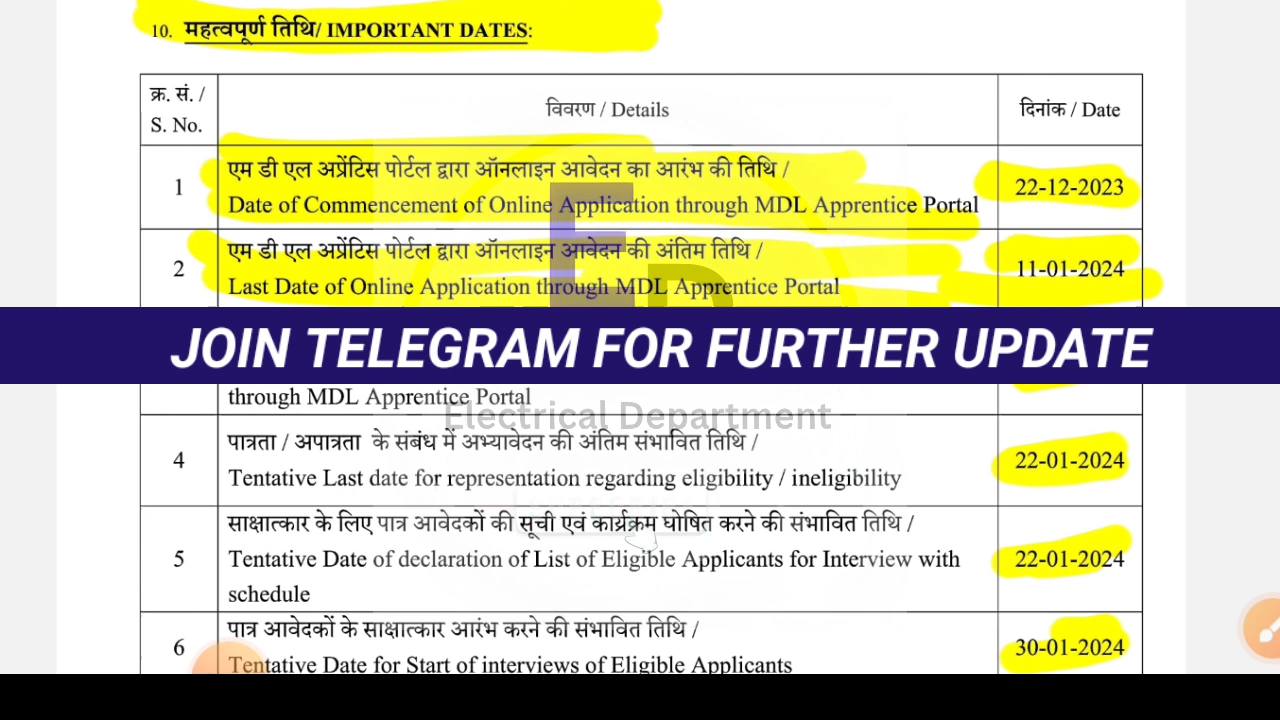 10. महत्वपूर्ण तिथि/ IMPORTANT DATES:
क्र. सं. /
S. No.
विवरण / Details
दिनांक / Date
1
एम डी एल अप्रेंटिस पोर्टल द्वारा ऑनलाइन आवेदन का आरंभ की तिथि /
Date of Commencement of Online Application through MDL Apprentice Portal
22-12-2023
2
एम डी एल अप्रेंटिस पोर्टल द्वारा ऑनलाइन आवेदन की अंतिम तिथि /
Last Date of Online Application through MDL Apprentice Portal
11-01-2024
E
D
JOIN TELEGRAM FOR FURTHER UPDATE
through MDL Apprentice Portal
Electrical Department
4
पात्रता / अपात्रता के संबंध में अभ्यावेदन की अंतिम संभावित तिथि /
Tentative Last date for representation regarding eligibility / ineligibility
22-01-2024
5
साक्षात्कार के लिए पात्र आवेदकों की सूची एवं कार्य्रक्रम घोषित करने की संभावित तिथि /
Tentative Date of declaration of List of Eligible Applicants for Interview with
schedule
22-01-2024
6
पात्र आवेदकों के साक्षात्कार आरंभ करने की संभावित तिथि /
Tentative Date for Start of interviews of Eligible Applicants
30-01-2024